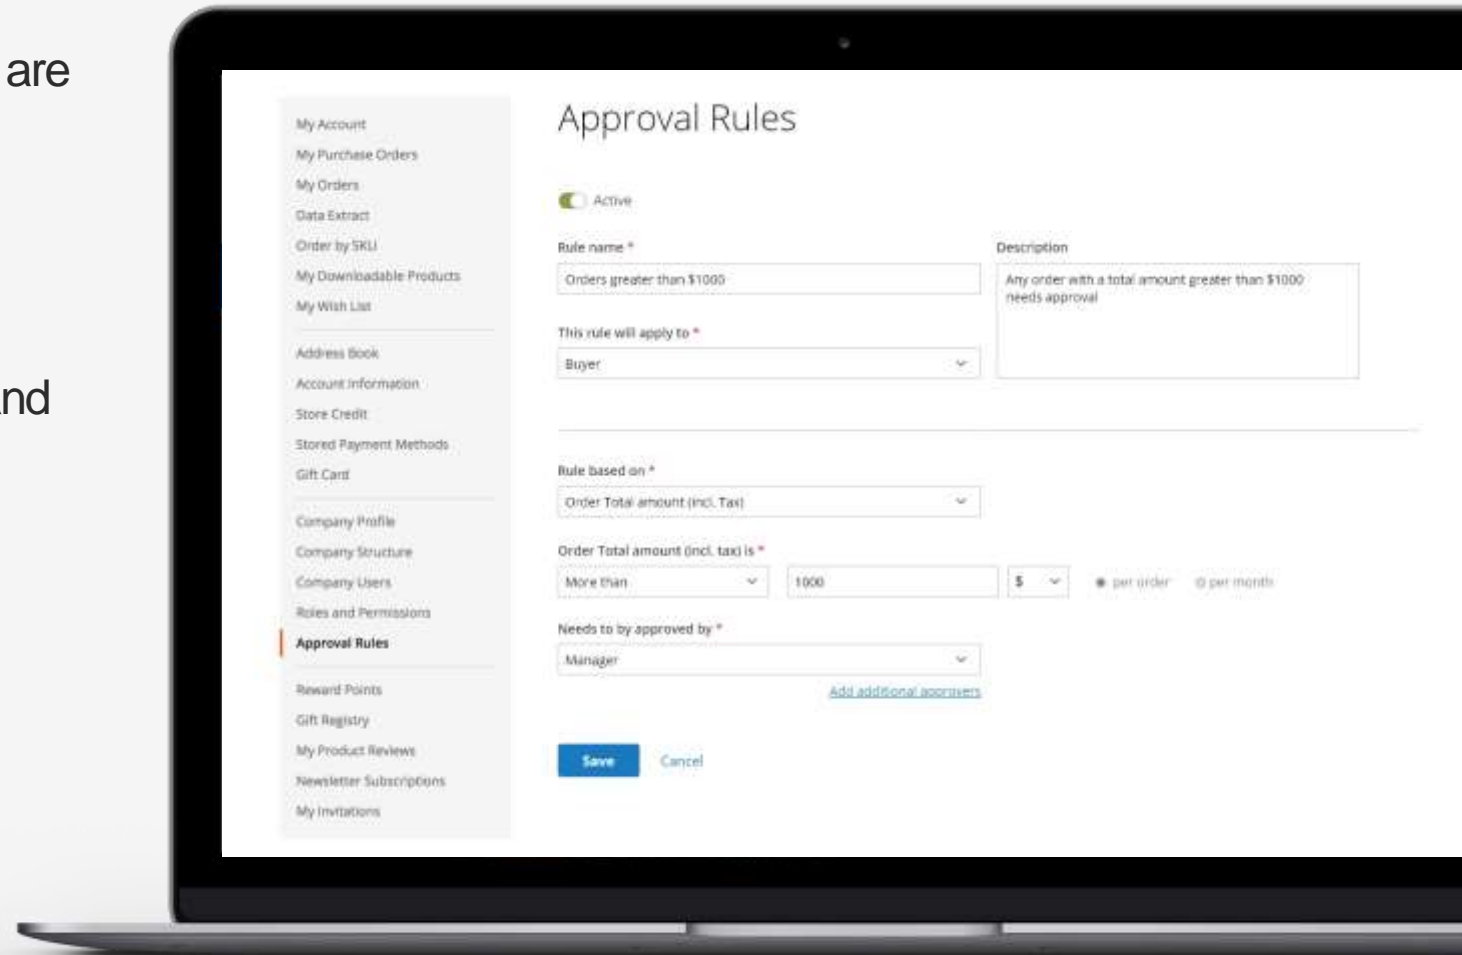 are
nd
My Account
My Purchase Orders
My Orders
Data Extract
Order by SKU
My Downloadable Products
My Wish List
Address Book
Account Information
Store Credit
Stored Payment Methods
Gift Card
Company Profile
Company Structure
Company Users
Roles and Permissions
Approval Rules
Reward Points
Gift Registry
My Product Reviews
Newsletter Subscriptions
My Invitations
Approval Rules
Active
Rule name *
Orders greater than $1000
Description
Any order with a total amount greater than $1000
needs approval
This rule will apply to *
Buyer
Rule based on *
Order Total amount (incl. Tax)
Order Total amount (incl. tax) is *
More than 1000 $ per order per month
Needs to by approved by *
Manager
Add additional approvers
Save Cancel